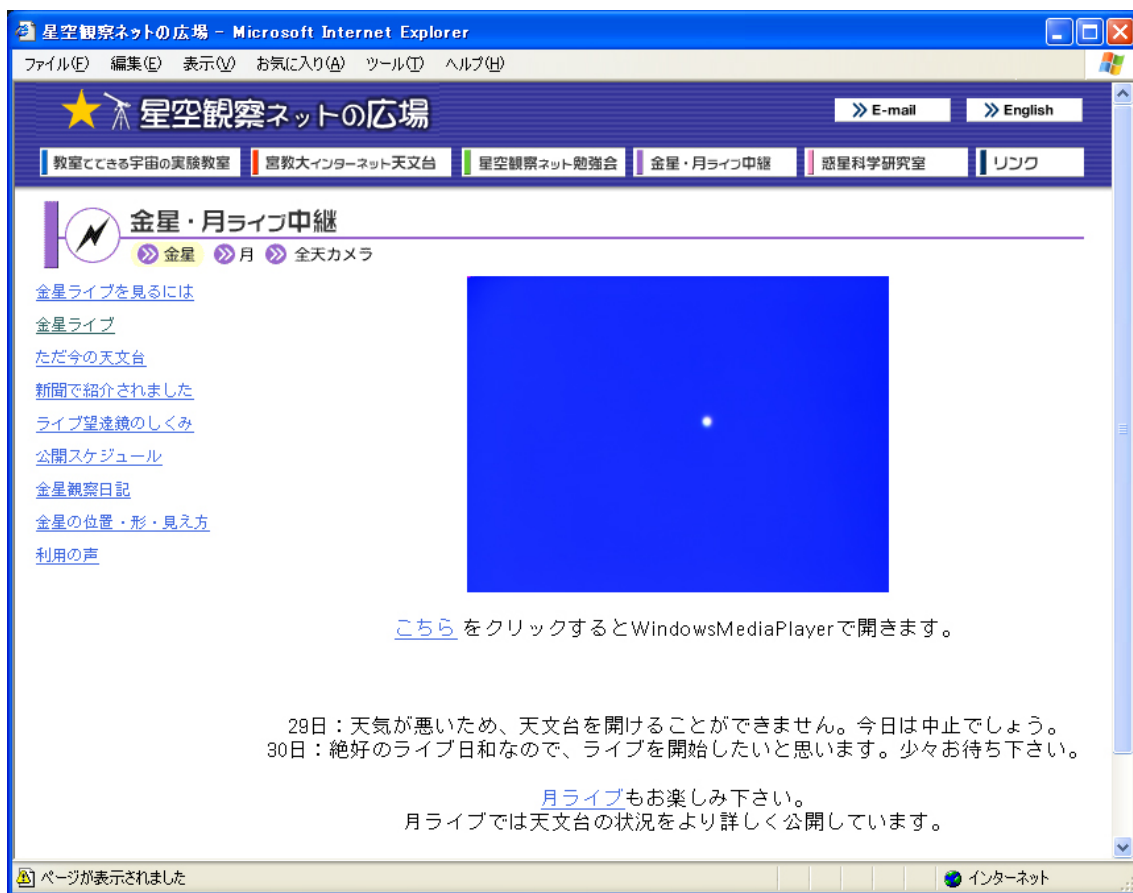 星空観察ネットの広場 - Microsoft Internet Explorer
ファイル(F) 編集(E) 表示(V) お気に入り(A) ツール(T) ヘルプ(H)
星空観察ネットの広場
E-mail
English
教室でできる宇宙の実験教室
宮教大インターネット天文台
星空観察ネット勉強会
金星・月ライブ中継
惑星科学研究室
リンク
金星・月ライブ中継
金星 月 全天カメラ
金星ライブを見るには
金星ライブ
ただ今の天文台
新聞で紹介されました
ライブ望遠鏡のしくみ
公開スケジュール
金星観察日記
金星の位置・形・見え方
利用の声
こちら をクリックするとWindowsMediaPlayerで開きます。
29日：天気が悪いため、天文台を開けることができません。今日は中止でしょう。
30日：絶好のライブ日和なので、ライブを開始したいと思います。少々お待ち下さい。
月ライブもお楽しみ下さい。
月ライブでは天文台の状況をより詳しく公開しています。
ページが表示されました
インターネット